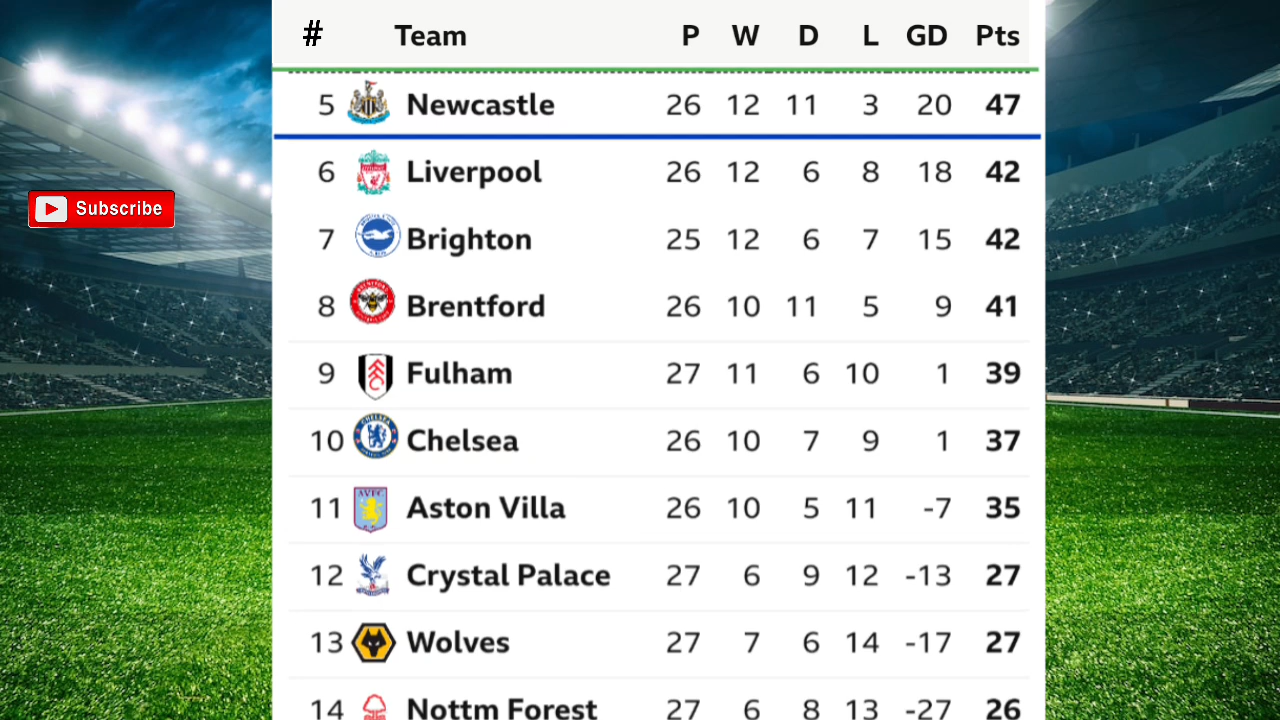 # Team P W D L GD Pts
5 Newcastle 26 12 11 3 20 47
6 Liverpool 26 12 6 8 18 42
Subscribe
7 Brighton 25 12 6 7 15 42
8 Brentford 26 10 11 5 9 41
9 Fulham 27 11 6 10 1 39
10 Chelsea 26 10 7 9 1 37
11 Aston Villa 26 10 5 11 -7 35
12 Crystal Palace 27 6 9 12 -13 27
13 Wolves 27 7 6 14 -17 27
14 Nottm Forest 27 6 8 13 -27 26